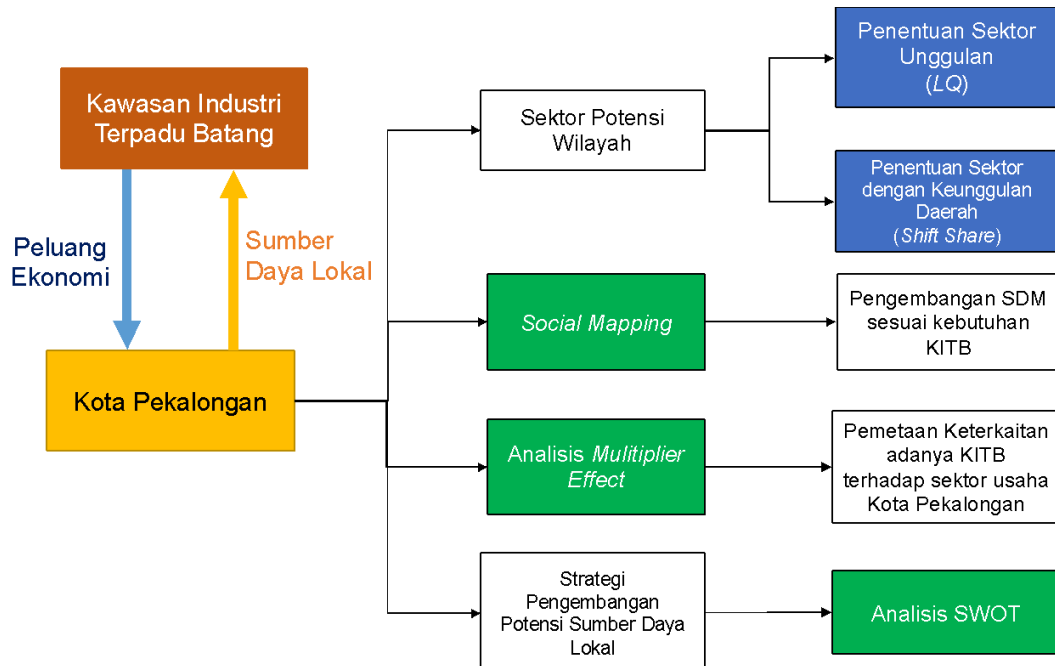 Kawasan Industri
Terpadu Batang
Peluang
Ekonomi
Sumber
Daya Lokal
Kota Pekalongan
Sektor Potensi
Wilayah
Penentuan Sektor
Unggulan
(LQ)
Penentuan Sektor
dengan Keunggulan
Daerah
(Shift Share)
Social Mapping
Pengembangan SDM
sesuai kebutuhan
KITB
Analisis Mulitiplier
Effect
Pemetaan Keterkaitan
adanya KITB
terhadap sektor usaha
Kota Pekalongan
Strategi
Pengembangan
Potensi Sumber Daya
Lokal
Analisis SWOT